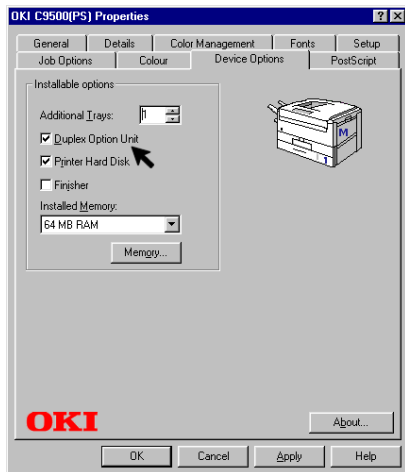 OKI C9500(PS) Properties
General Details Color Management Fonts Setup
Job Options Colour Device Options PostScript
Installable options
Additional Trays: 1
Duplex Option Unit
Printer Hard Disk
Finisher
Installed Memory:
64 MB RAM
Memory...
M
1
OKI
About...
OK Cancel Apply Help